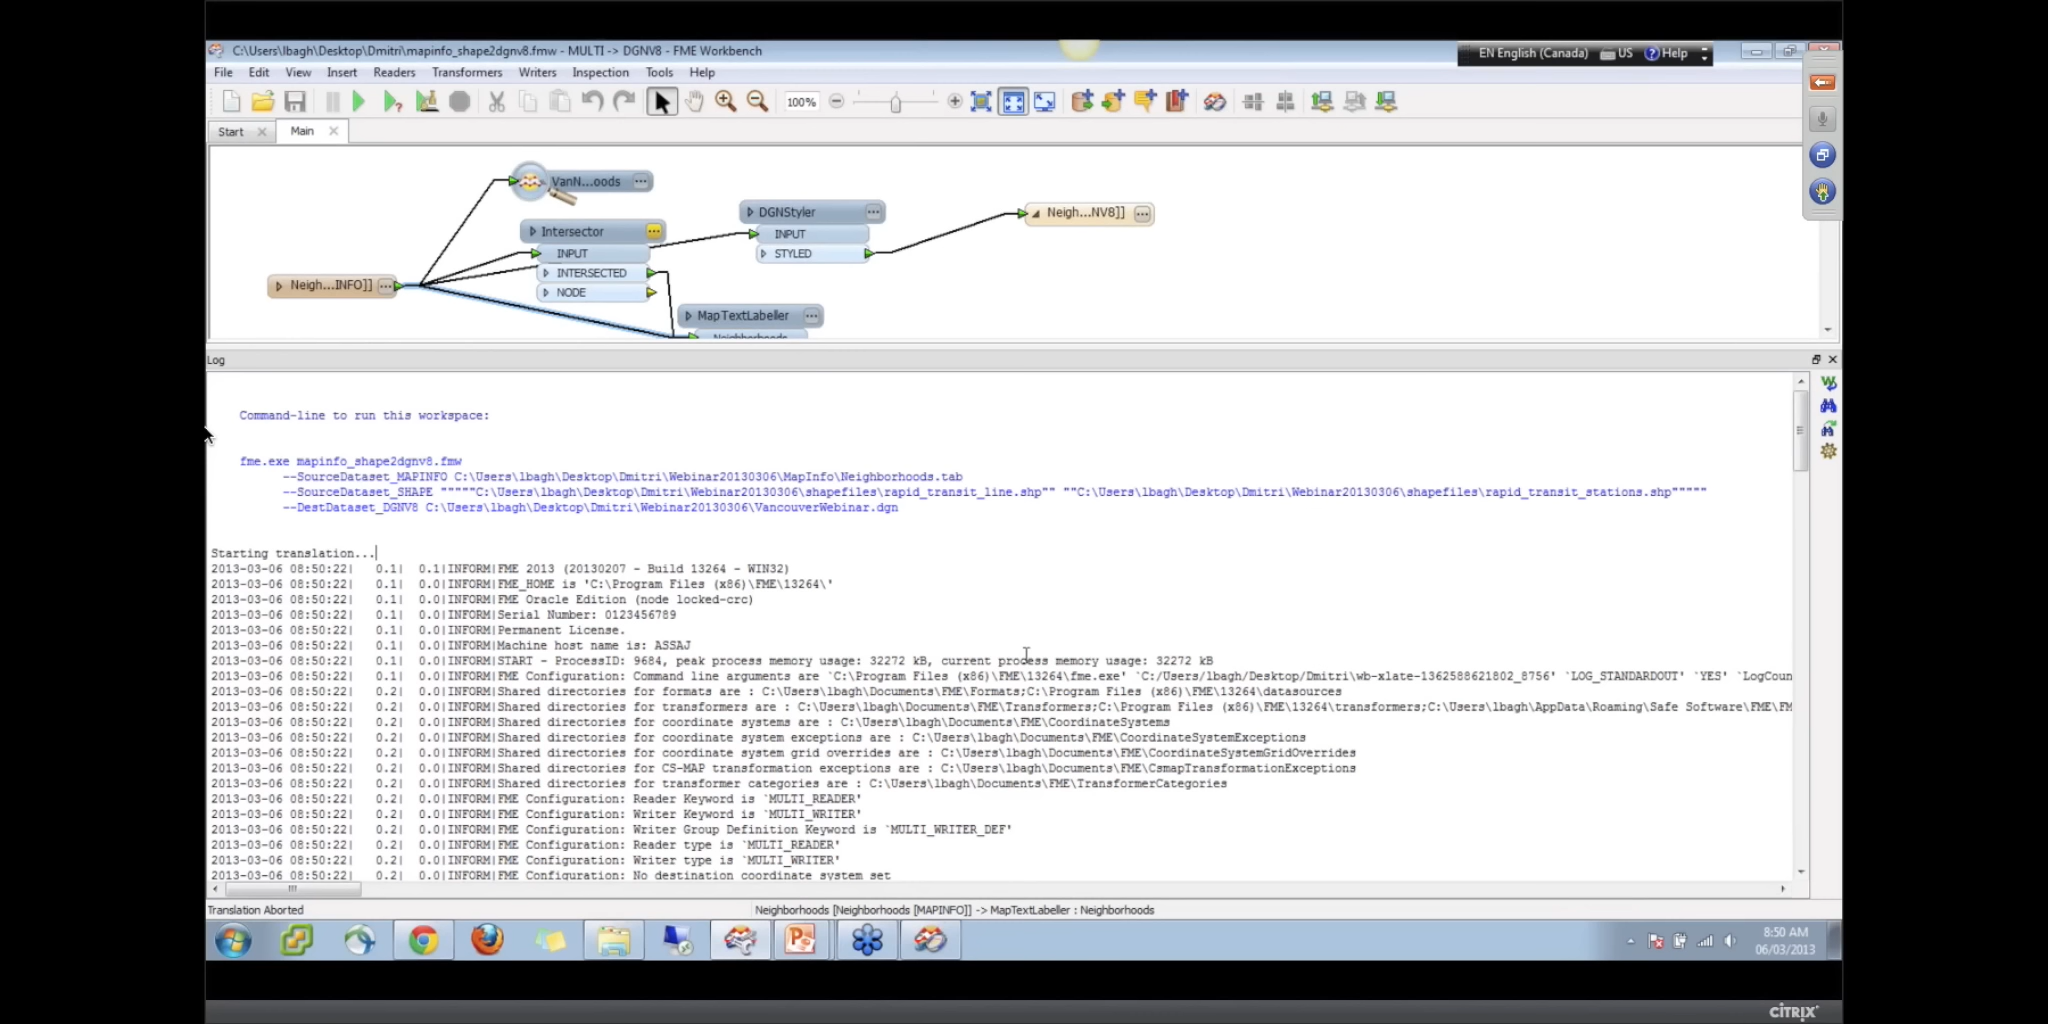 C:\Users\lbagh\Desktop\Dmitri\mapinfo_shape2dgnv8.fmw - MULTI -> DGNV8 - FME Workbench
EN English (Canada) US Help
File Edit View Insert Readers Transformers Writers Inspection Tools Help
100%
Start Main
VanN...oods
DGNStyler
Neigh...NV8]]
Intersector
INPUT
INPUT
STYLED
INTERSECTED
Neigh...INFO]]
NODE
MapTextLabeller
Neighborhoods
Log
Command-line to run this workspace:
fme.exe mapinfo_shape2dgnv8.fmw
--SourceDataset_MAPINFO C:\Users\lbagh\Desktop\Dmitri\Webinar20130306\MapInfo\Neighborhoods.tab
--SourceDataset_SHAPE """""C:\Users\lbagh\Desktop\Dmitri\Webinar20130306\shapefiles\rapid_transit_line.shp"" ""C:\Users\lbagh\Desktop\Dmitri\Webinar20130306\shapefiles\rapid_transit_stations.shp"""""
--DestDataset_DGNV8 C:\Users\lbagh\Desktop\Dmitri\Webinar20130306\VancouverWebinar.dgn
Starting translation...
2013-03-06 08:50:22| 0.1| 0.1|INFORM|FME 2013 (20130207 - Build 13264 - WIN32)
2013-03-06 08:50:22| 0.1| 0.0|INFORM|FME_HOME is 'C:\Program Files (x86)\FME\13264\'
2013-03-06 08:50:22| 0.1| 0.0|INFORM|FME Oracle Edition (node locked-crc)
2013-03-06 08:50:22| 0.1| 0.0|INFORM|Serial Number: 0123456789
2013-03-06 08:50:22| 0.1| 0.0|INFORM|Permanent License.
2013-03-06 08:50:22| 0.1| 0.0|INFORM|Machine host name is: ASSAJ
2013-03-06 08:50:22| 0.1| 0.0|INFORM|START - ProcessID: 9684, peak process memory usage: 32272 kB, current process memory usage: 32272 kB
2013-03-06 08:50:22| 0.1| 0.0|INFORM|FME Configuration: Command line arguments are `C:\Program Files (x86)\FME\13264\fme.exe' `C:/Users/lbagh/Desktop/Dmitri/wb-xlate-1362588621802_8756' `LOG_STANDARDOUT' `YES' `LogCoun
2013-03-06 08:50:22| 0.2| 0.0|INFORM|Shared directories for formats are : C:\Users\lbagh\Documents\FME\Formats;C:\Program Files (x86)\FME\13264\datasources
2013-03-06 08:50:22| 0.2| 0.0|INFORM|Shared directories for transformers are : C:\Users\lbagh\Documents\FME\Transformers;C:\Program Files (x86)\FME\13264\transformers;C:\Users\lbagh\AppData\Roaming\Safe Software\FME\FM
2013-03-06 08:50:22| 0.2| 0.0|INFORM|Shared directories for coordinate systems are : C:\Users\lbagh\Documents\FME\CoordinateSystems
2013-03-06 08:50:22| 0.2| 0.0|INFORM|Shared directories for coordinate system exceptions are : C:\Users\lbagh\Documents\FME\CoordinateSystemExceptions
2013-03-06 08:50:22| 0.2| 0.0|INFORM|Shared directories for coordinate system grid overrides are : C:\Users\lbagh\Documents\FME\CoordinateSystemGridOverrides
2013-03-06 08:50:22| 0.2| 0.0|INFORM|Shared directories for CS-MAP transformation exceptions are : C:\Users\lbagh\Documents\FME\CsmapTransformationExceptions
2013-03-06 08:50:22| 0.2| 0.0|INFORM|Shared directories for transformer categories are : C:\Users\lbagh\Documents\FME\TransformerCategories
2013-03-06 08:50:22| 0.2| 0.0|INFORM|FME Configuration: Reader Keyword is `MULTI_READER'
2013-03-06 08:50:22| 0.2| 0.0|INFORM|FME Configuration: Writer Keyword is `MULTI_WRITER'
2013-03-06 08:50:22| 0.2| 0.0|INFORM|FME Configuration: Writer Group Definition Keyword is `MULTI_WRITER_DEF'
2013-03-06 08:50:22| 0.2| 0.0|INFORM|FME Configuration: Reader type is `MULTI_READER'
2013-03-06 08:50:22| 0.2| 0.0|INFORM|FME Configuration: Writer type is `MULTI_WRITER'
2013-03-06 08:50:22| 0.2| 0.0|INFORM|FME Configuration: No destination coordinate system set
Translation Aborted
Neighborhoods [Neighborhoods [MAPINFO]] -> MapTextLabeller : Neighborhoods
8:50 AM
06/03/2013
CITRIX